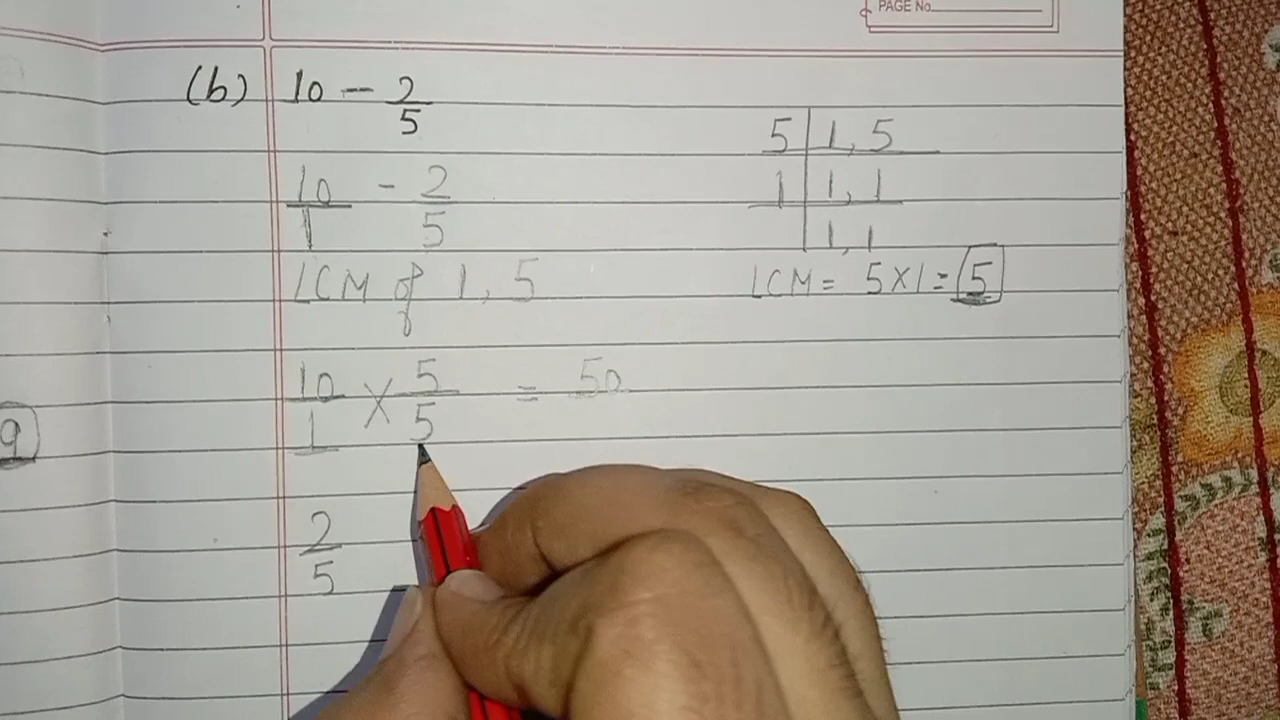 PAGE No.
(b) 10 - 2/5
10/1 - 2/5
LCM of 1, 5
10/1 × 5/5 = 50
2/5
5 | 1, 5
1 | 1, 1
1, 1
LCM = 5×1 = 5
9